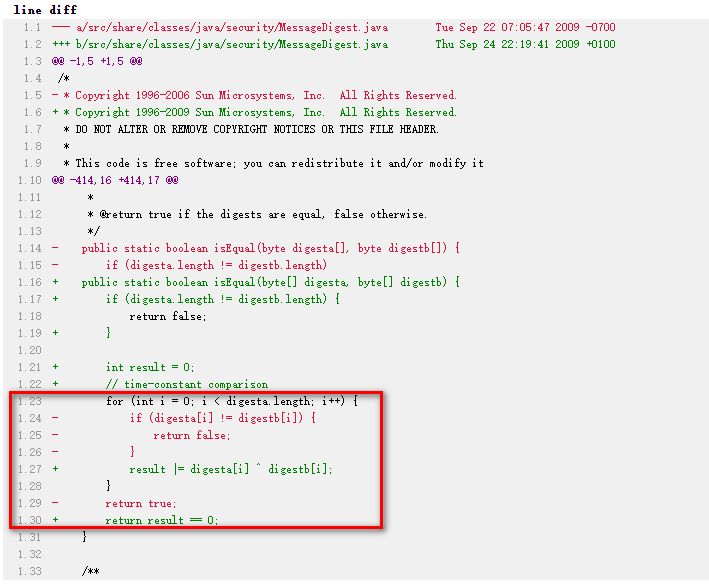 line diff
1.1 --- a/src/share/classes/java/security/MessageDigest.java Tue Sep 22 07:05:47 2009 -0700
1.2 +++ b/src/share/classes/java/security/MessageDigest.java Thu Sep 24 22:19:41 2009 +0100
1.3 @@ -1,5 +1,5 @@
1.4 /*
1.5 - * Copyright 1996-2006 Sun Microsystems, Inc. All Rights Reserved.
1.6 + * Copyright 1996-2009 Sun Microsystems, Inc. All Rights Reserved.
1.7 * DO NOT ALTER OR REMOVE COPYRIGHT NOTICES OR THIS FILE HEADER.
1.8 *
1.9 * This code is free software; you can redistribute it and/or modify it
1.10 @@ -414,16 +414,17 @@
1.11 *
1.12 * @return true if the digests are equal, false otherwise.
1.13 */
1.14 - public static boolean isEqual(byte digesta[], byte digestb[]) {
1.15 - if (digesta.length != digestb.length)
1.16 + public static boolean isEqual(byte[] digesta, byte[] digestb) {
1.17 + if (digesta.length != digestb.length) {
1.18 return false;
1.19 + }
1.20
1.21 + int result = 0;
1.22 + // time-constant comparison
1.23 for (int i = 0; i < digesta.length; i++) {
1.24 - if (digesta[i] != digestb[i]) {
1.25 - return false;
1.26 - }
1.27 + result |= digesta[i] ^ digestb[i];
1.28 }
1.29 - return true;
1.30 + return result == 0;
1.31 }
1.32
1.33 /**